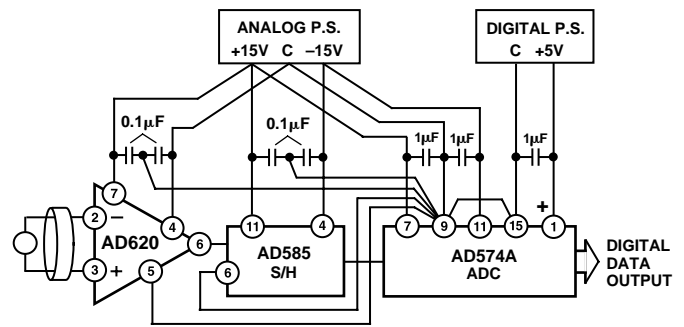 ANALOG P.S.
+15V C –15V
DIGITAL P.S.
C +5V
0.1µF
0.1µF
1µF
1µF
1µF
7
2
–
AD620
4
6
3
+
5
11
4
6
AD585
S/H
7
9
11
15
+
1
AD574A
ADC
DIGITAL
DATA
OUTPUT